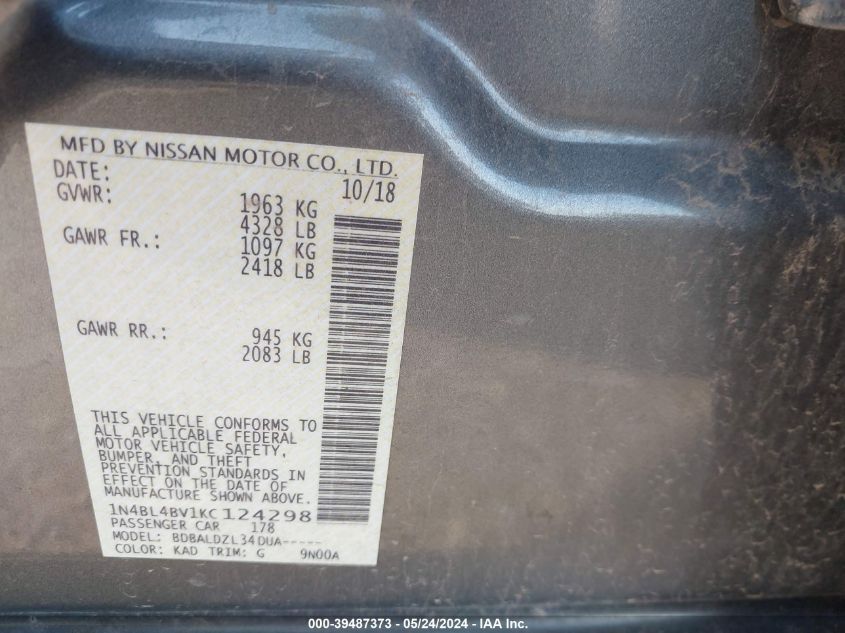 MFD BY NISSAN MOTOR CO., LTD.
DATE: 10/18
GVWR: 1963 KG
4328 LB
GAWR FR.: 1097 KG
2418 LB
GAWR RR.: 945 KG
2083 LB
THIS VEHICLE CONFORMS TO
ALL APPLICABLE FEDERAL
MOTOR VEHICLE SAFETY,
BUMPER, AND THEFT
PREVENTION STANDARDS IN
EFFECT ON THE DATE OF
MANUFACTURE SHOWN ABOVE.
1N4BL4BV1KC124298
PASSENGER CAR 178
MODEL: BDBALDZL34DUA-----
COLOR: KAD TRIM: G 9N00A
000-39487373 - 05/24/2024 - IAA Inc.